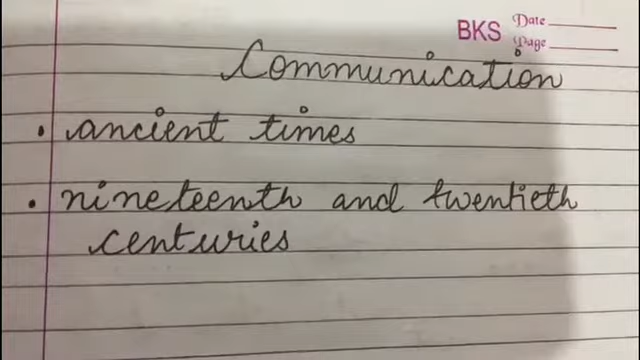 BKS Date
Page
Communication
• ancient times
• nineteenth and twentieth
centuries